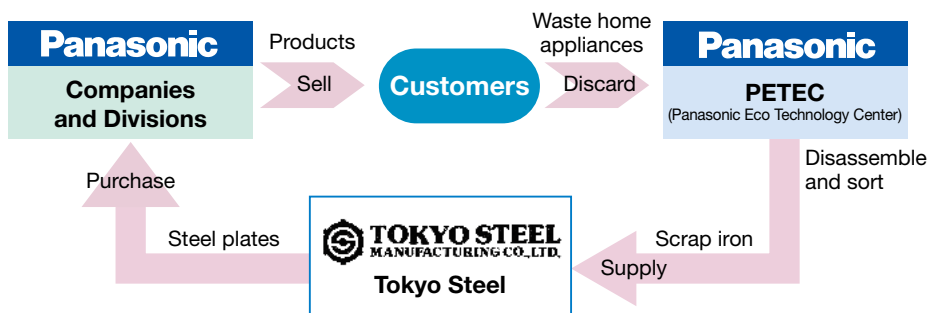 Panasonic
Companies
and Divisions
Products
Sell
Customers
Waste home
appliances
Discard
Panasonic
PETEC
(Panasonic Eco Technology Center)
Disassemble
and sort
Scrap iron
Supply
TOKYO STEEL
MANUFACTURING CO.,LTD.
Tokyo Steel
Steel plates
Purchase